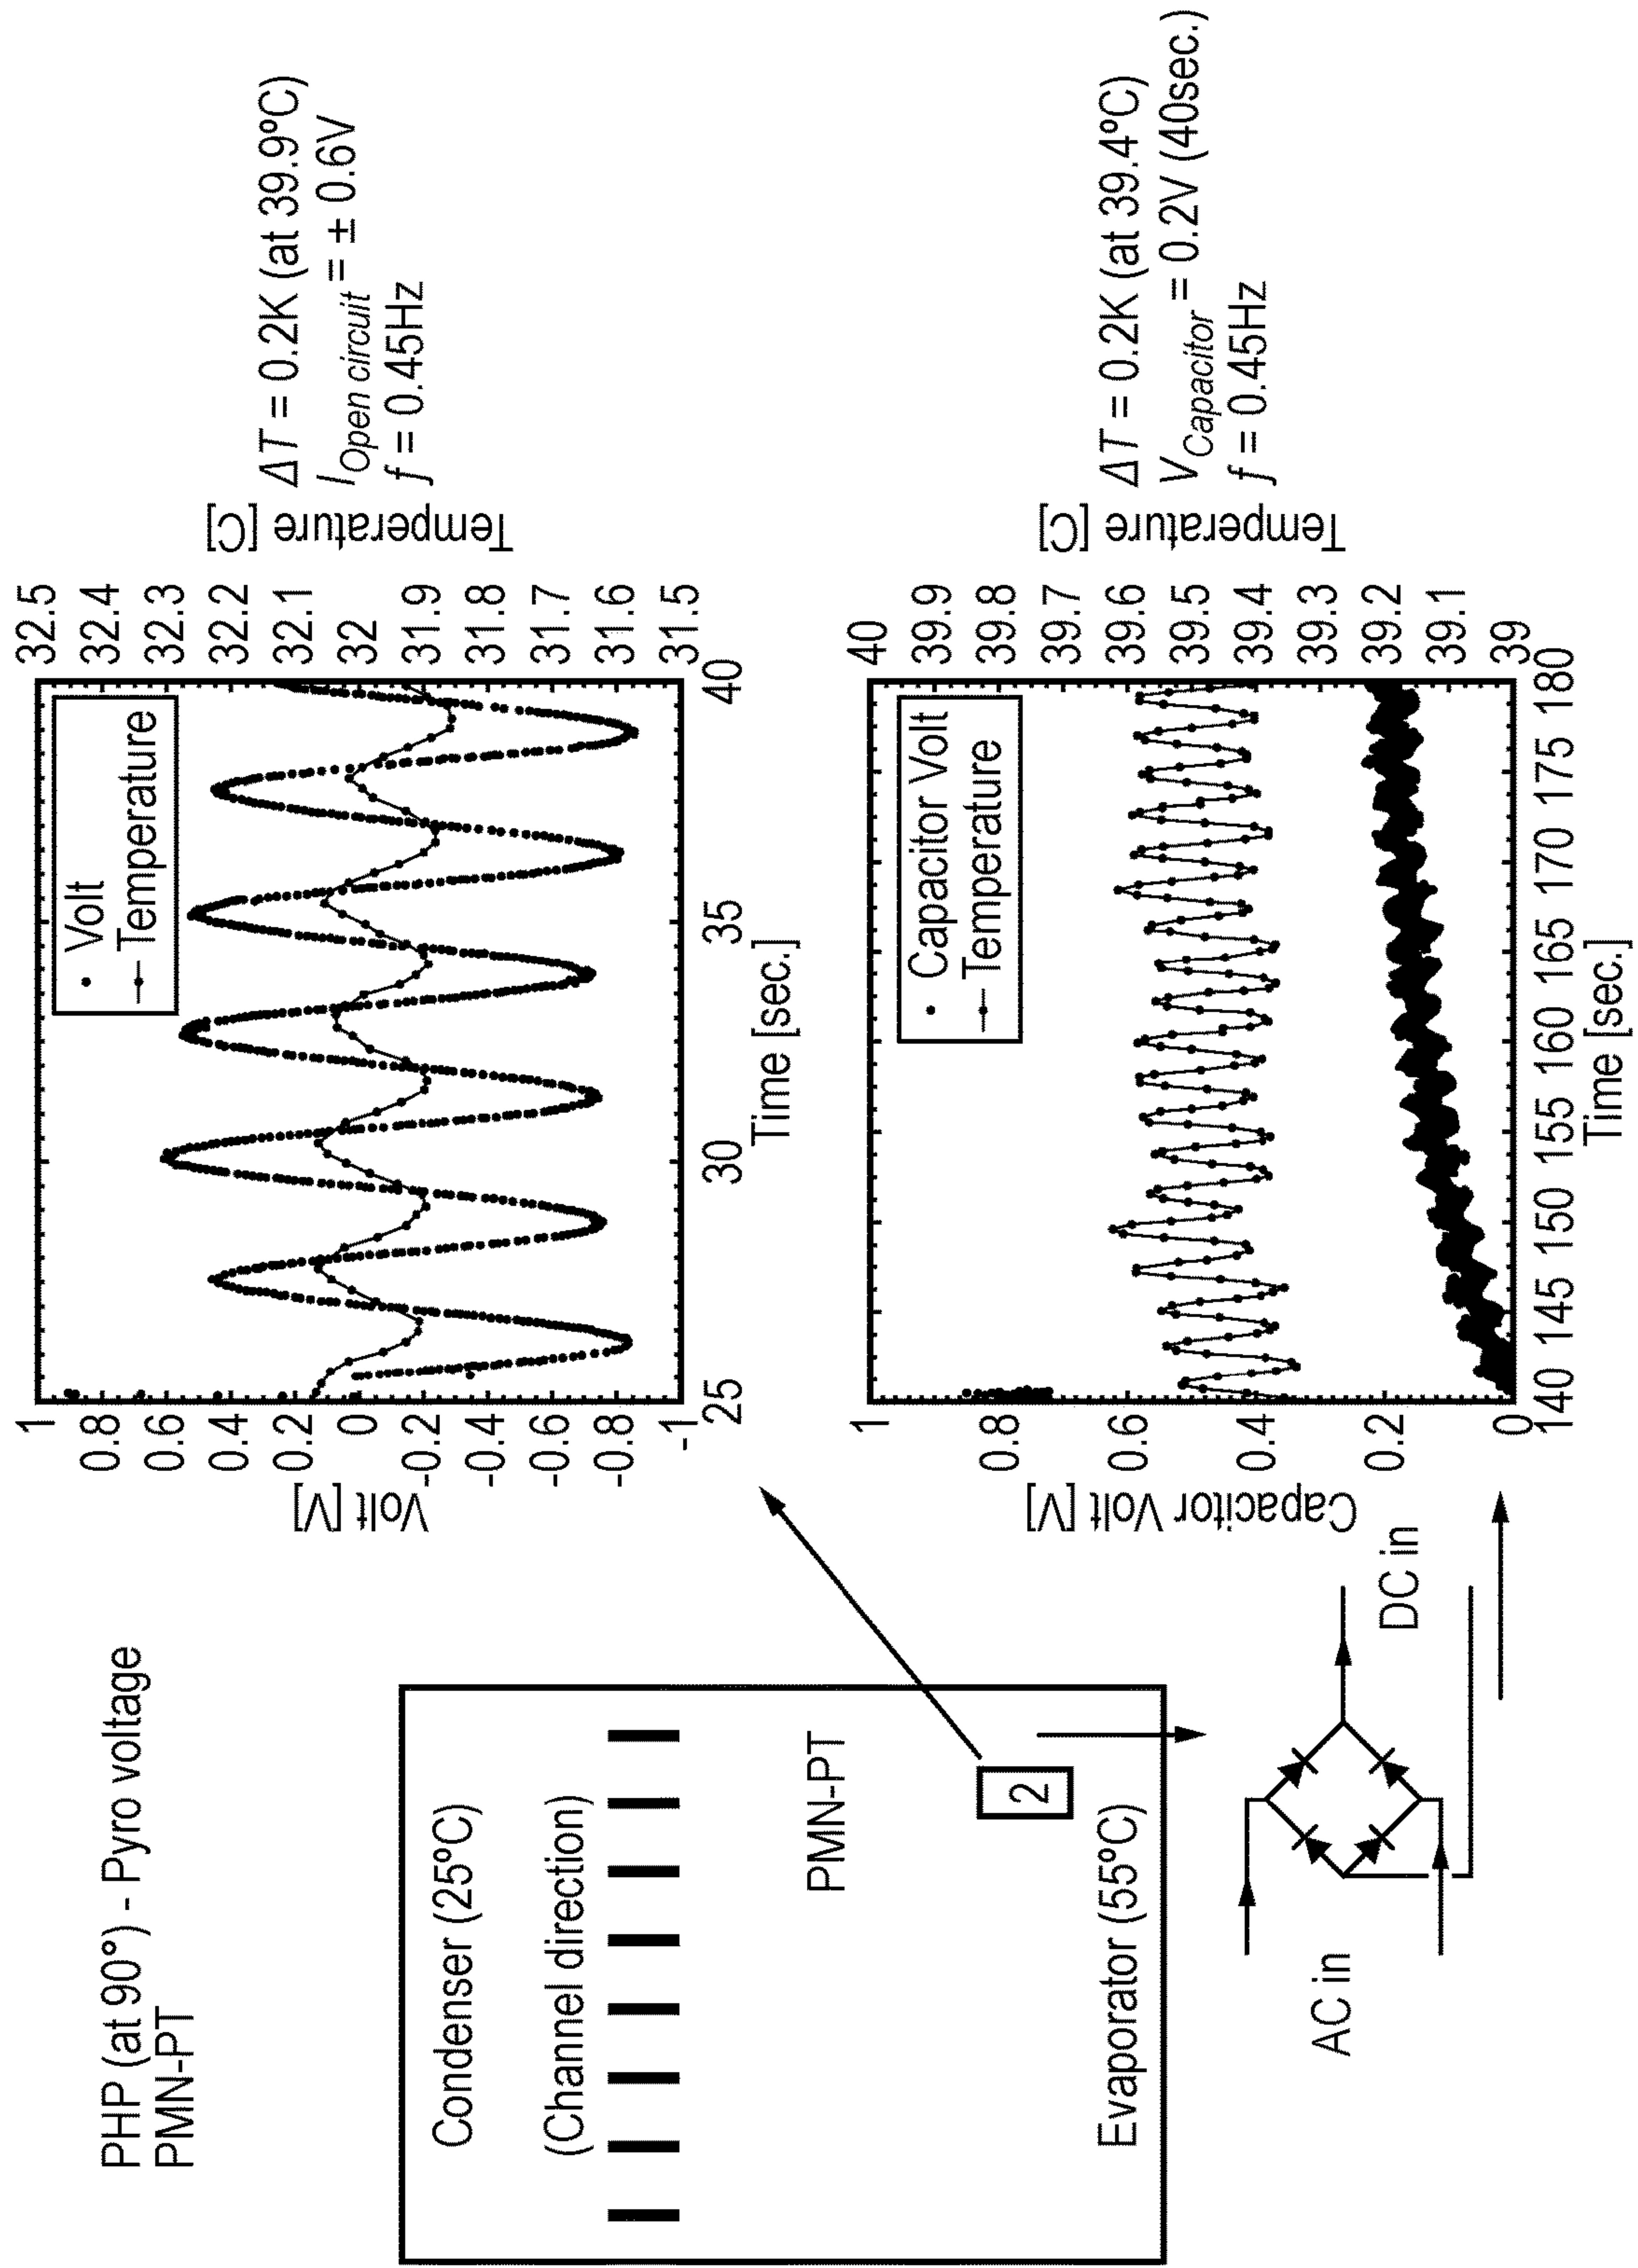 PHP (at 90°) - Pyro voltage
PMN-PT
Condenser (25°C)
(Channel direction)
PMN-PT
2
Evaporator (55°C)
AC in
DC in
Volt [V]
1
0.8
0.6
0.4
0.2
0
-0.2
-0.4
-0.6
-0.8
-1
Volt
Temperature
25
30
35
40
Time [sec.]
32.5
32.4
32.3
32.2
32.1
32
31.9
31.8
31.7
31.6
31.5
Temperature [C]
ΔT = 0.2K (at 39.9°C)
I Open circuit = ± 0.6V
f = 0.45Hz
Capacitor Volt [V]
1
0.8
0.6
0.4
0.2
0
Capacitor Volt
Temperature
140
145
150
155
160
165
170
175
180
Time [sec.]
40
39.9
39.8
39.7
39.6
39.5
39.4
39.3
39.2
39.1
39
Temperature [C]
ΔT = 0.2K (at 39.4°C)
V Capacitor = 0.2V (40sec.)
f = 0.45Hz